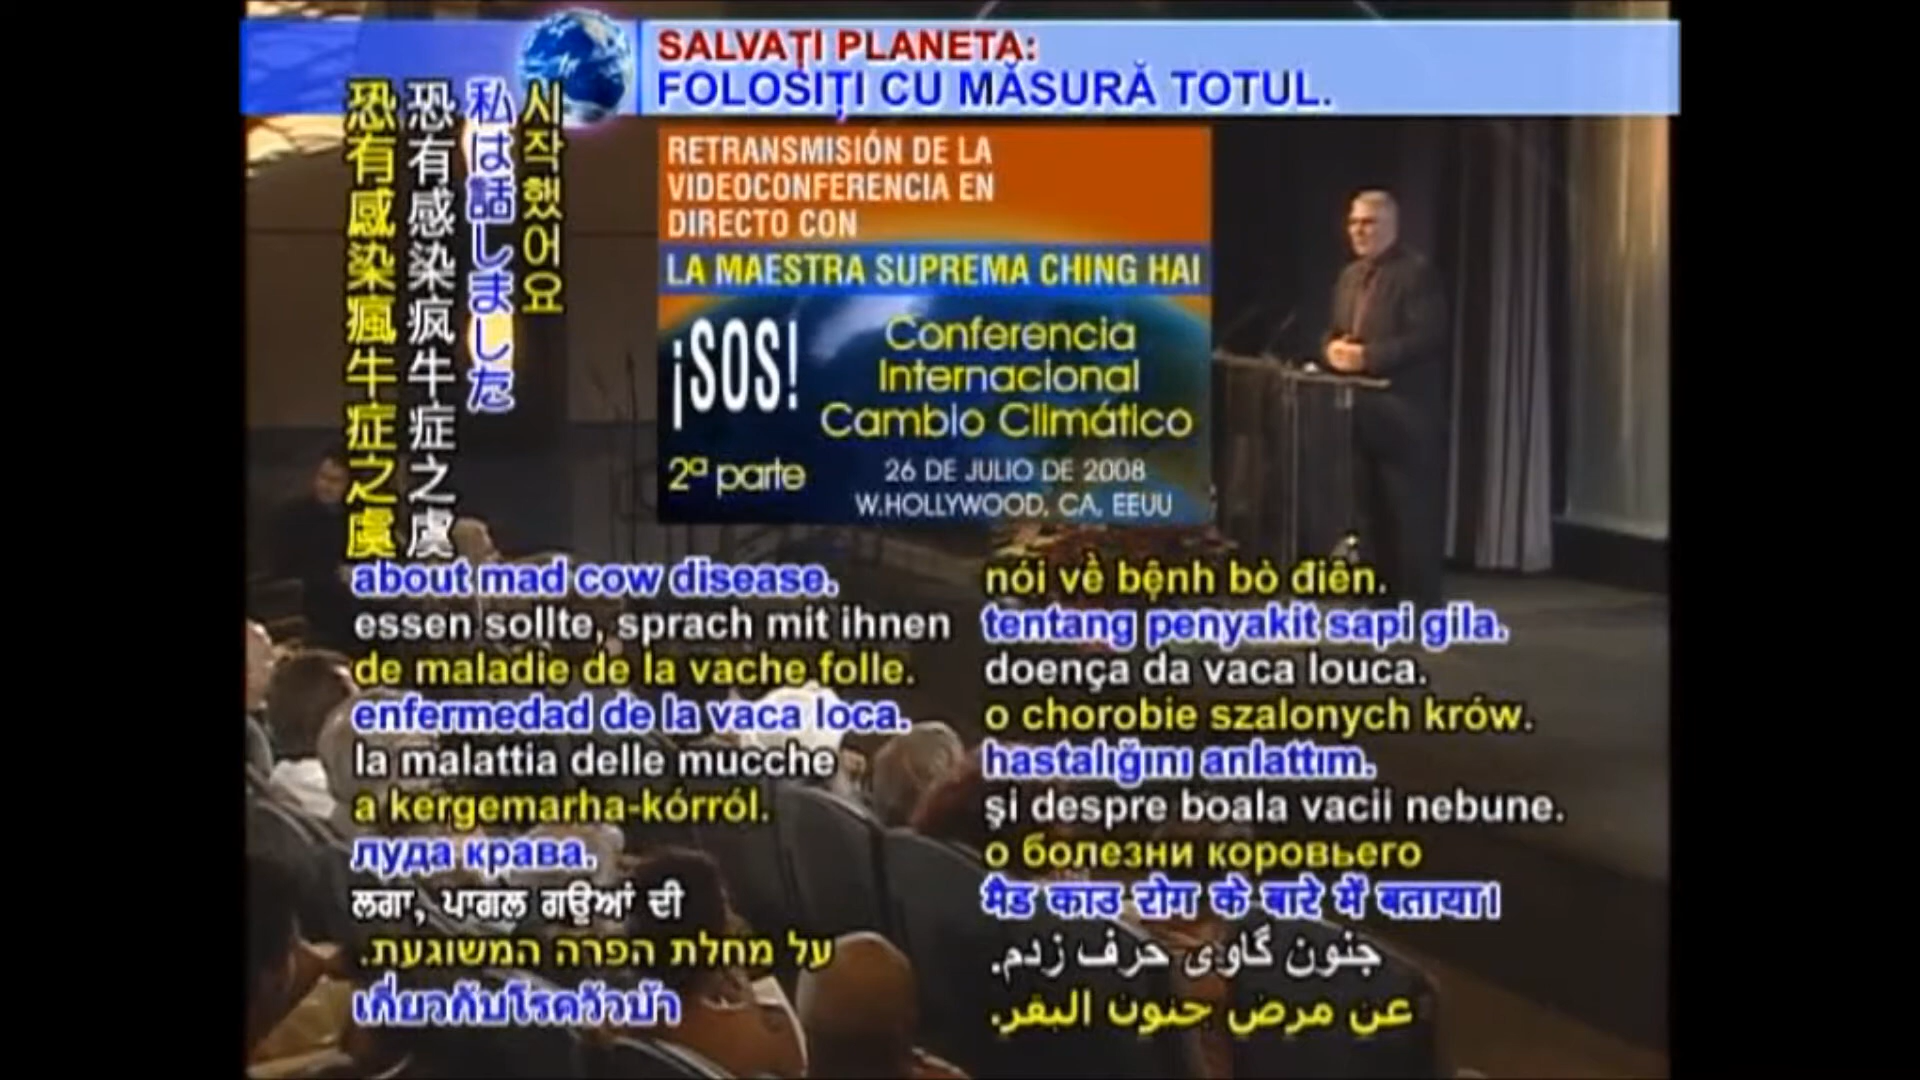 SALVAȚI PLANETA:
FOLOSIȚI CU MĂSURĂ TOTUL.
恐有感染瘋牛症之虞
恐有感染疯牛症之虞
私は話しました
시작했어요
RETRANSMISIÓN DE LA
VIDEOCONFERENCIA EN
DIRECTO CON
LA MAESTRA SUPREMA CHING HAI
¡SOS!
Conferencia
Internacional
Cambio Climático
2ª parte
26 DE JULIO DE 2008
W.HOLLYWOOD, CA, EEUU
about mad cow disease.
essen sollte, sprach mit ihnen
de maladie de la vache folle.
enfermedad de la vaca loca.
la malattia delle mucche
a kergemarha-kórról.
луда крава.
ਲਗਾ, ਪਾਗਲ ਗਊਆਂ ਦੀ
על מחלת הפרה המשוגעת.
เกี่ยวกับโรควัวบ้า
nói về bệnh bò điên.
tentang penyakit sapi gila.
doença da vaca louca.
o chorobie szalonych krów.
hastalığını anlattım.
și despre boala vacii nebune.
о болезни коровьего
मैड काउ रोग के बारे में बताया।
جنون گاوی حرف زدم.
عن مرض جنون البقر.